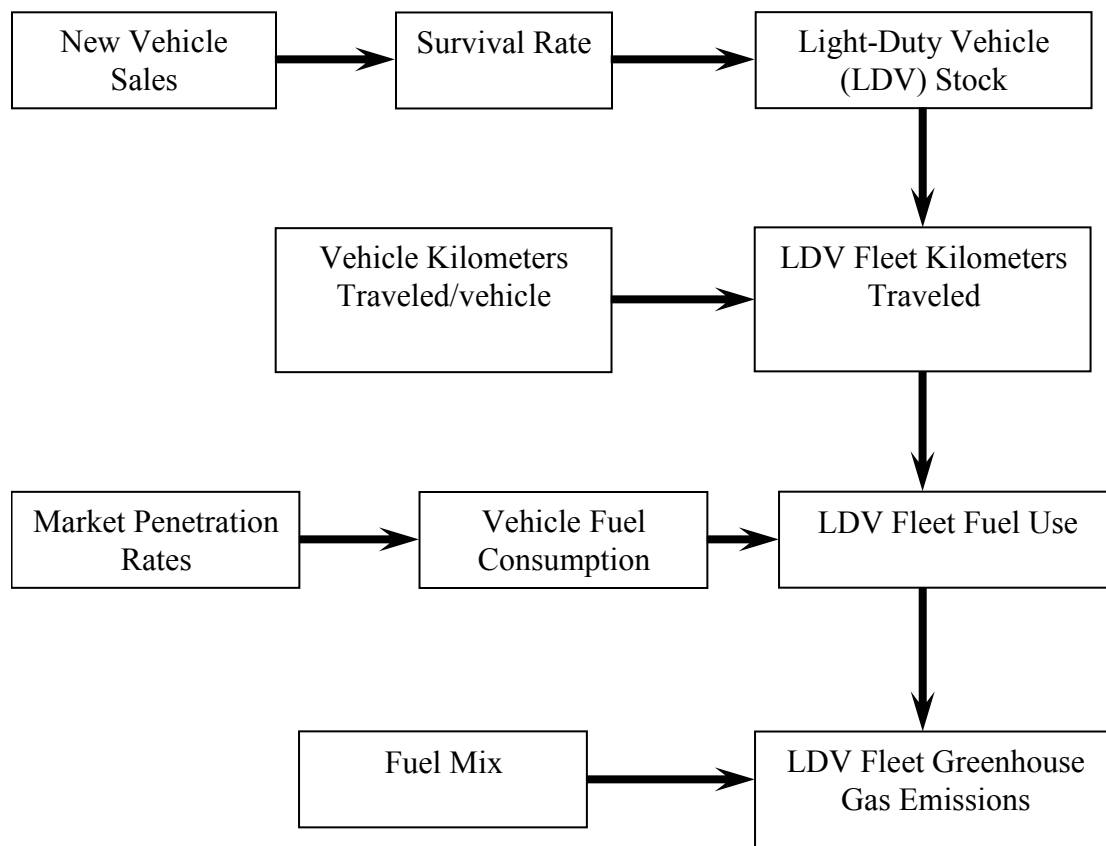 New Vehicle
Sales
Survival Rate
Light-Duty Vehicle
(LDV) Stock
Vehicle Kilometers
Traveled/vehicle
LDV Fleet Kilometers
Traveled
Market Penetration
Rates
Vehicle Fuel
Consumption
LDV Fleet Fuel Use
Fuel Mix
LDV Fleet Greenhouse
Gas Emissions